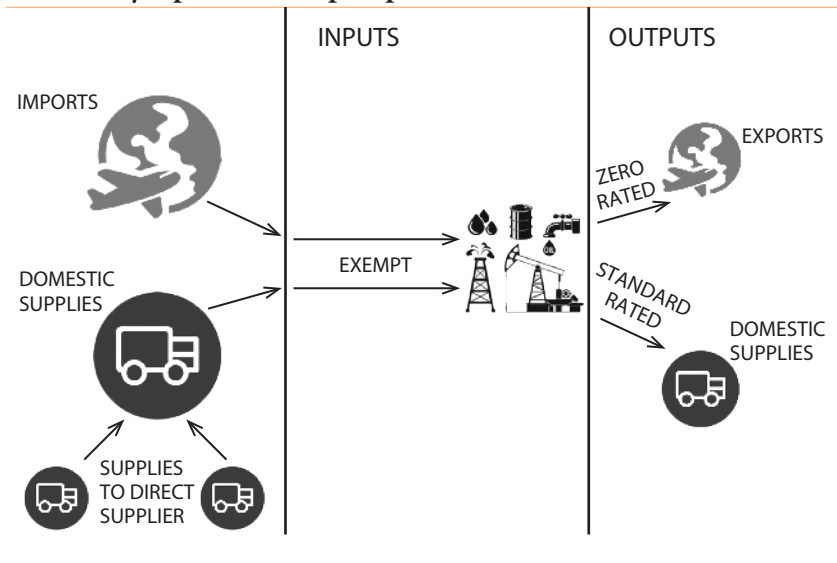 INPUTS
OUTPUTS
IMPORTS
EXPORTS
ZERO
RATED
EXEMPT
OIL
DOMESTIC
SUPPLIES
STANDARD
RATED
DOMESTIC
SUPPLIES
SUPPLIES
TO DIRECT
SUPPLIER